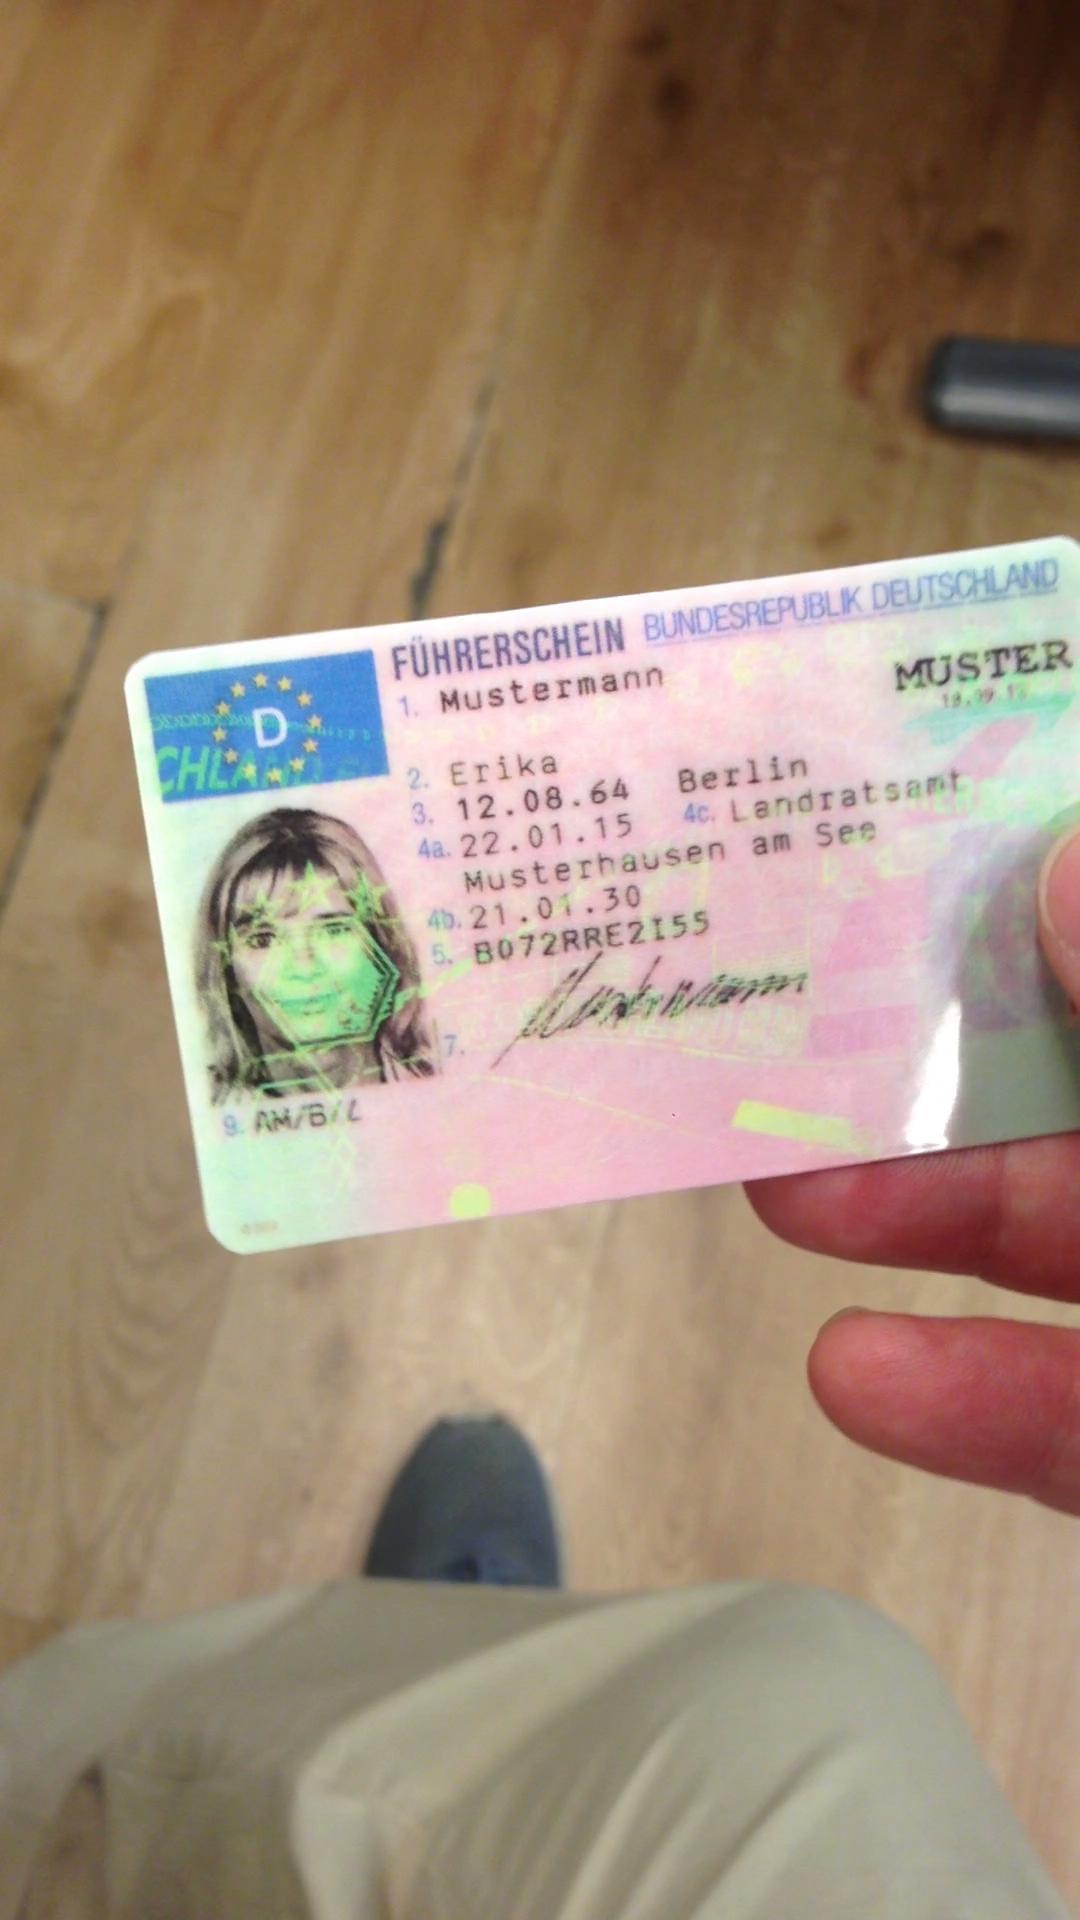 FÜHRERSCHEIN BUNDESREPUBLIK DEUTSCHLAND
1. Mustermann
MUSTER
D
CHLAND
2. Erika
3. 12.08.64 Berlin
4a. 22.01.15 4c. Landratsamt
Musterhausen am See
4b. 21.01.30
5. B072RRE2I55
7. Mustermann
9. AM/B/L